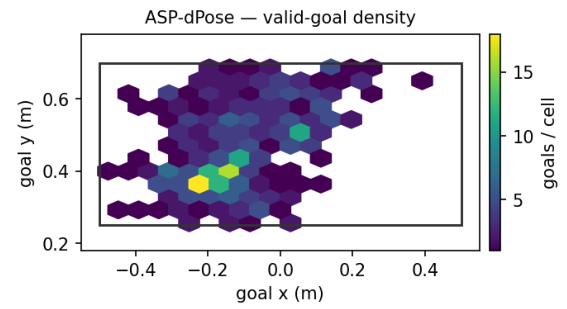 ASP-dPose — valid-goal density
goal y (m)
0.6
0.4
0.2
−0.4 −0.2 0.0 0.2 0.4
goal x (m)
15
10
5
goals / cell